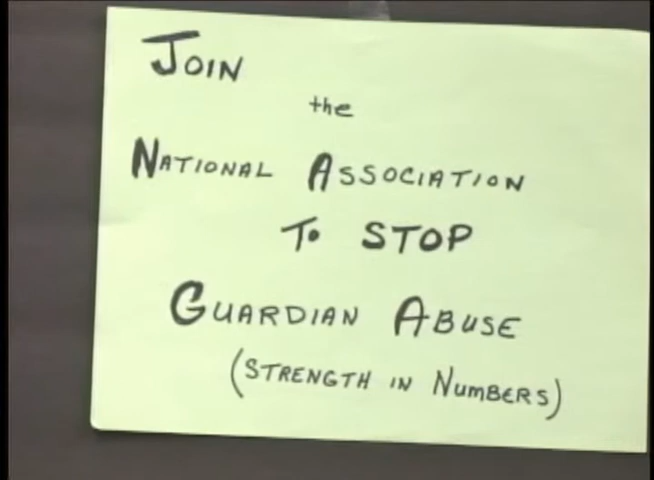 JOIN
the
NATIONAL ASSOCIATION
To STOP
GUARDIAN ABUSE
(STRENGTH IN NUMBERS)